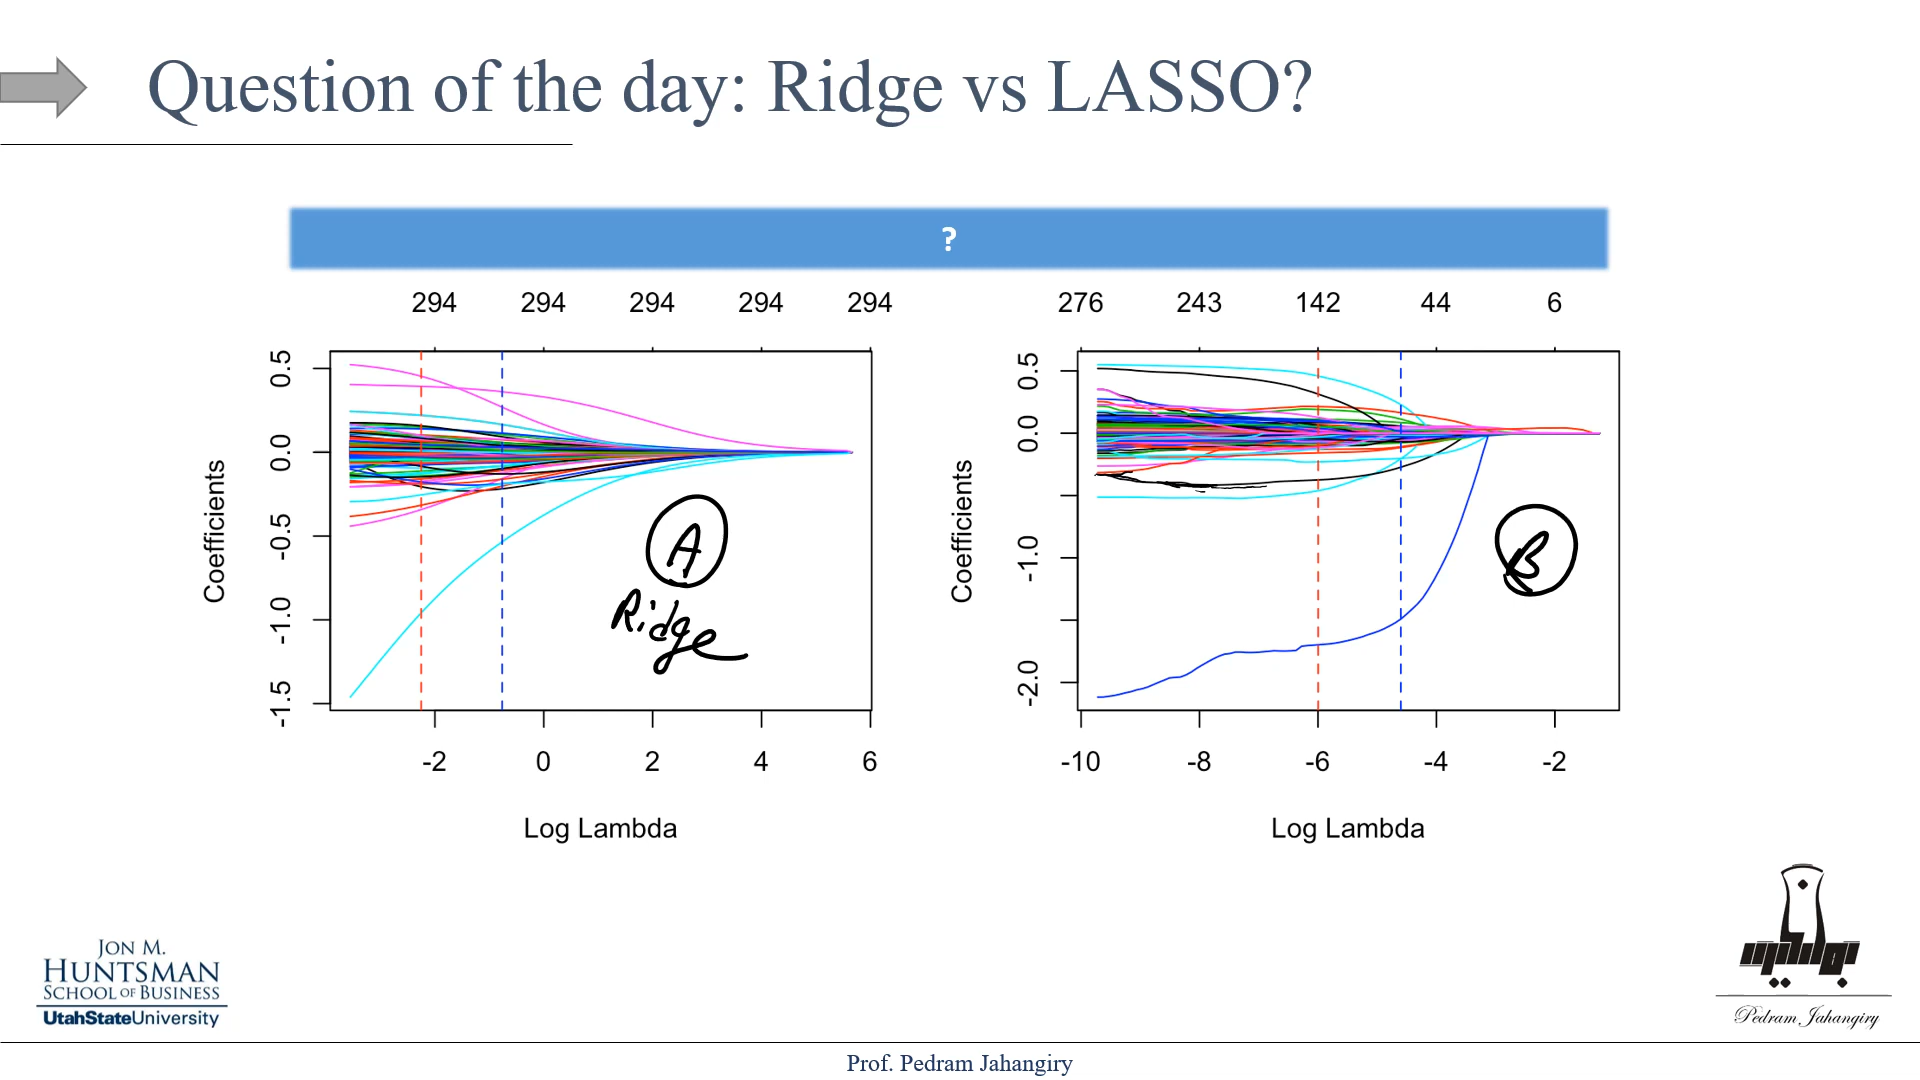 Question of the day: Ridge vs LASSO?
?
294 294 294 294 294
0.5
0.0
-0.5
-1.0
-1.5
Coefficients
A
Ridge
-2 0 2 4 6
Log Lambda
276 243 142 44 6
0.5
0.0
-1.0
-2.0
Coefficients
B
-10 -8 -6 -4 -2
Log Lambda
JON M.
HUNTSMAN
SCHOOL OF BUSINESS
UtahStateUniversity
Pedram Jahangiry
Prof. Pedram Jahangiry